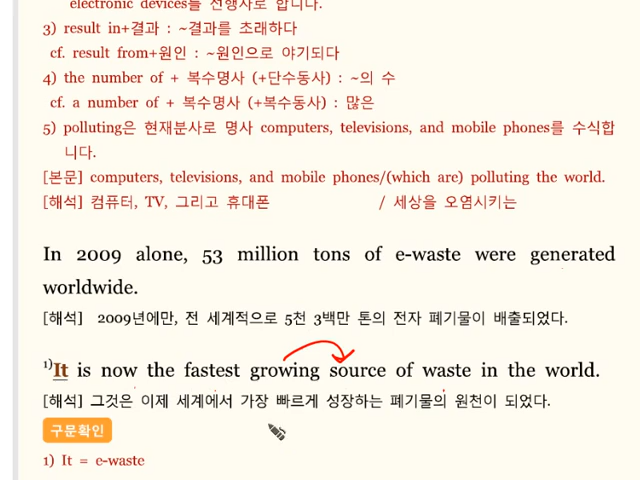 electronic devices를 선행사로 합니다.
3) result in+결과 : ~결과를 초래하다
cf. result from+원인 : ~원인으로 야기되다
4) the number of + 복수명사 (+단수동사) : ~의 수
cf. a number of + 복수명사 (+복수동사) : 많은
5) polluting은 현재분사로 명사 computers, televisions, and mobile phones를 수식합
니다.
[본문] computers, televisions, and mobile phones/(which are) polluting the world.
[해석] 컴퓨터, TV, 그리고 휴대폰 / 세상을 오염시키는
In 2009 alone, 53 million tons of e-waste were generated
worldwide.
[해석] 2009년에만, 전 세계적으로 5천 3백만 톤의 전자 폐기물이 배출되었다.
1)It is now the fastest growing source of waste in the world.
[해석] 그것은 이제 세계에서 가장 빠르게 성장하는 폐기물의 원천이 되었다.
구문확인
1) It = e-waste